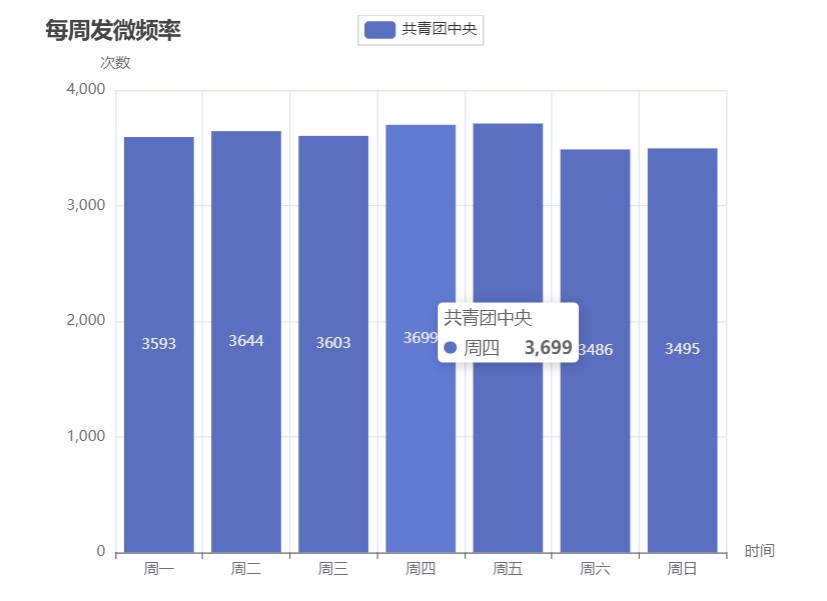 每周发微频率
共青团中央
次数
4,000
3,000
2,000
1,000
0
3593
3644
3603
3699
3486
3495
共青团中央
周四 3,699
周一 周二 周三 周四 周五 周六 周日
时间